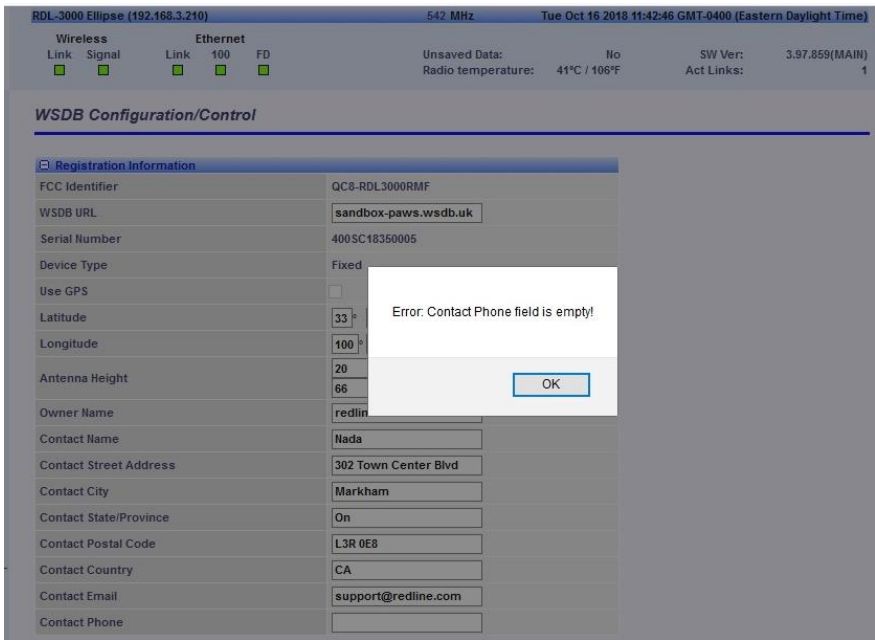 RDL-3000 Ellipse (192.168.3.210) 542 MHz Tue Oct 16 2018 11:42:46 GMT-0400 (Eastern Daylight Time)
Wireless Ethernet
Link Signal Link 100 FD Unsaved Data: No SW Ver: 3.97.859(MAIN)
Radio temperature: 41ºC / 106ºF Act Links: 1
WSDB Configuration/Control
Registration Information
FCC Identifier QC8-RDL3000RMF
WSDB URL sandbox-paws.wsdb.uk
Serial Number 400SC18350005
Device Type Fixed
Use GPS
Error: Contact Phone field is empty!
Latitude 33 º
Longitude 100 º
Antenna Height 20
66
OK
Owner Name
Contact Name Nada
Contact Street Address 302 Town Center Blvd
Contact City Markham
Contact State/Province On
Contact Postal Code L3R 0E8
Contact Country CA
Contact Email support@redline.com
Contact Phone